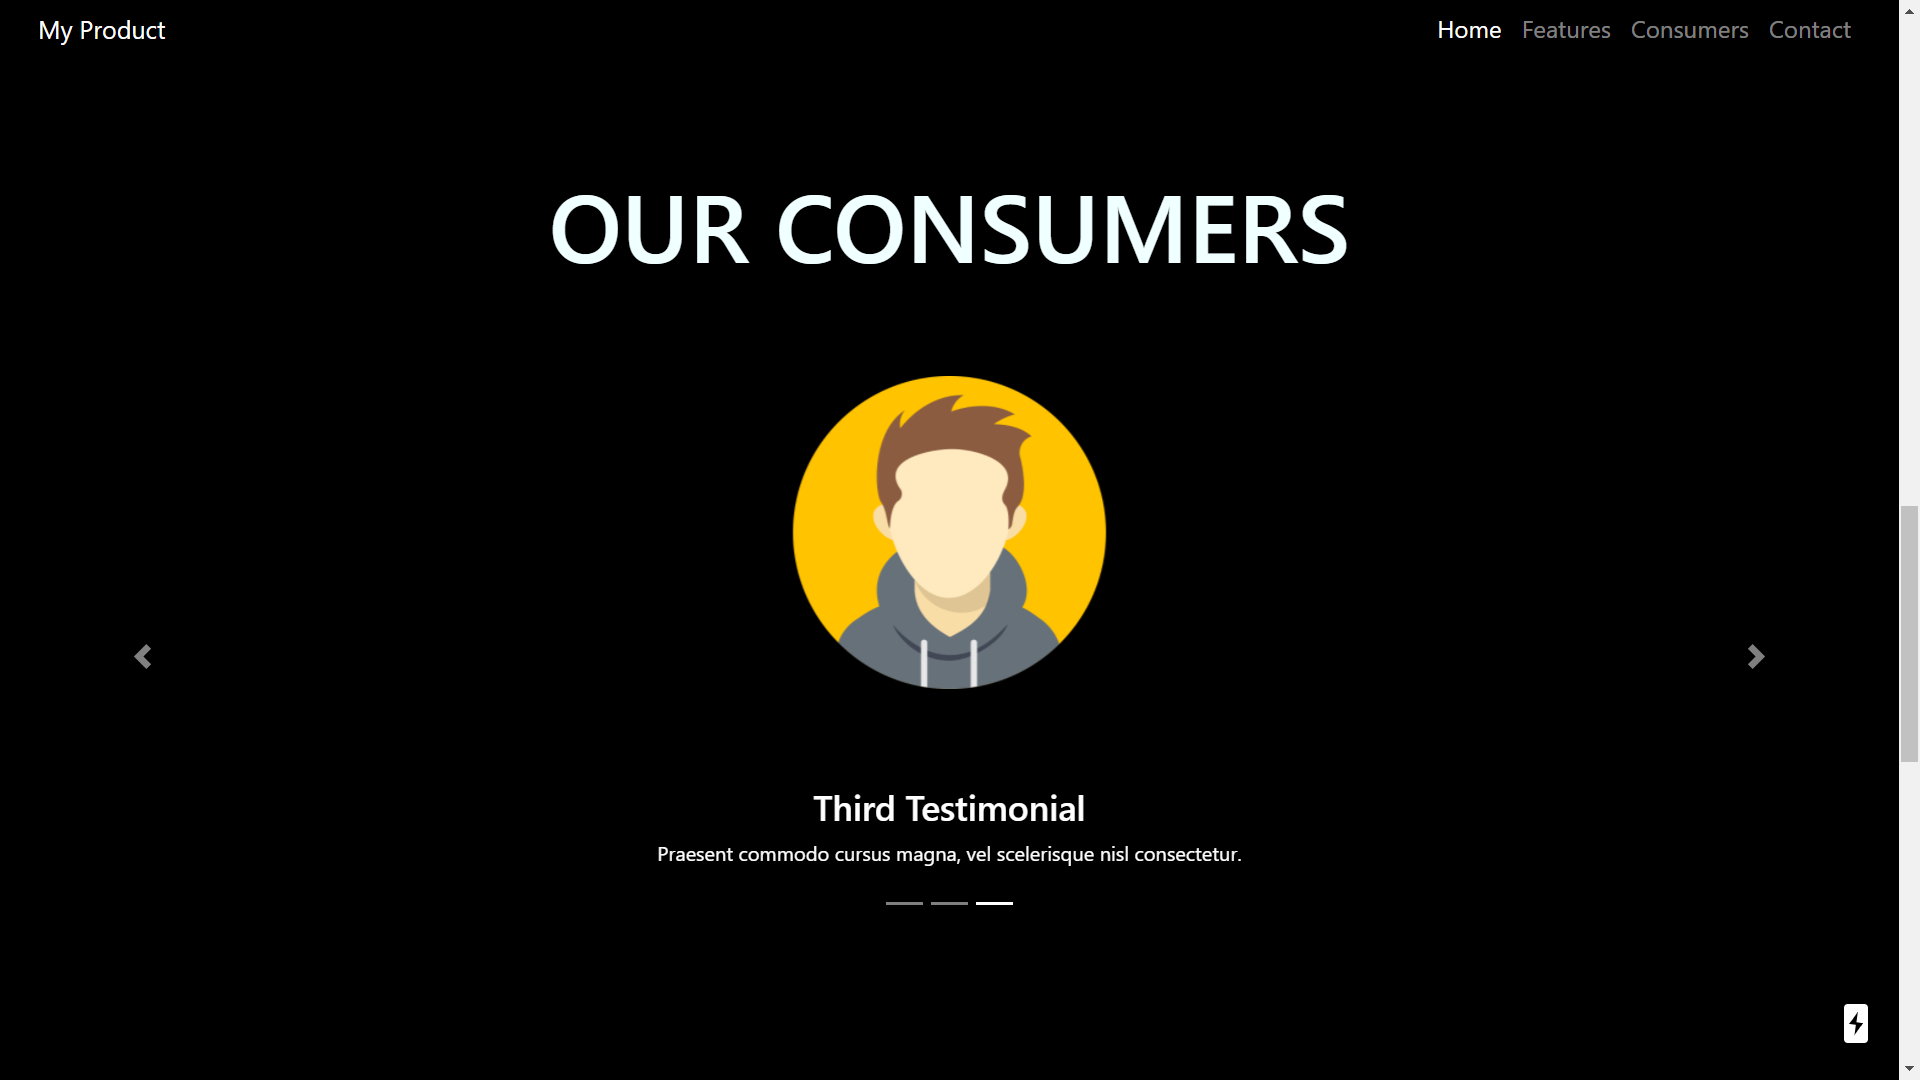 My Product
Home Features Consumers Contact
OUR CONSUMERS
Third Testimonial
Praesent commodo cursus magna, vel scelerisque nisl consectetur.